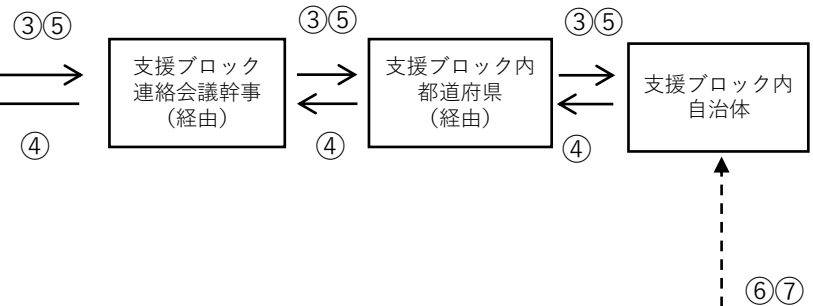 ③⑤
③⑤
③⑤
支援ブロック
連絡会議幹事
（経由）
支援ブロック内
都道府県
（経由）
支援ブロック内
自治体
④
④
④
⑥⑦